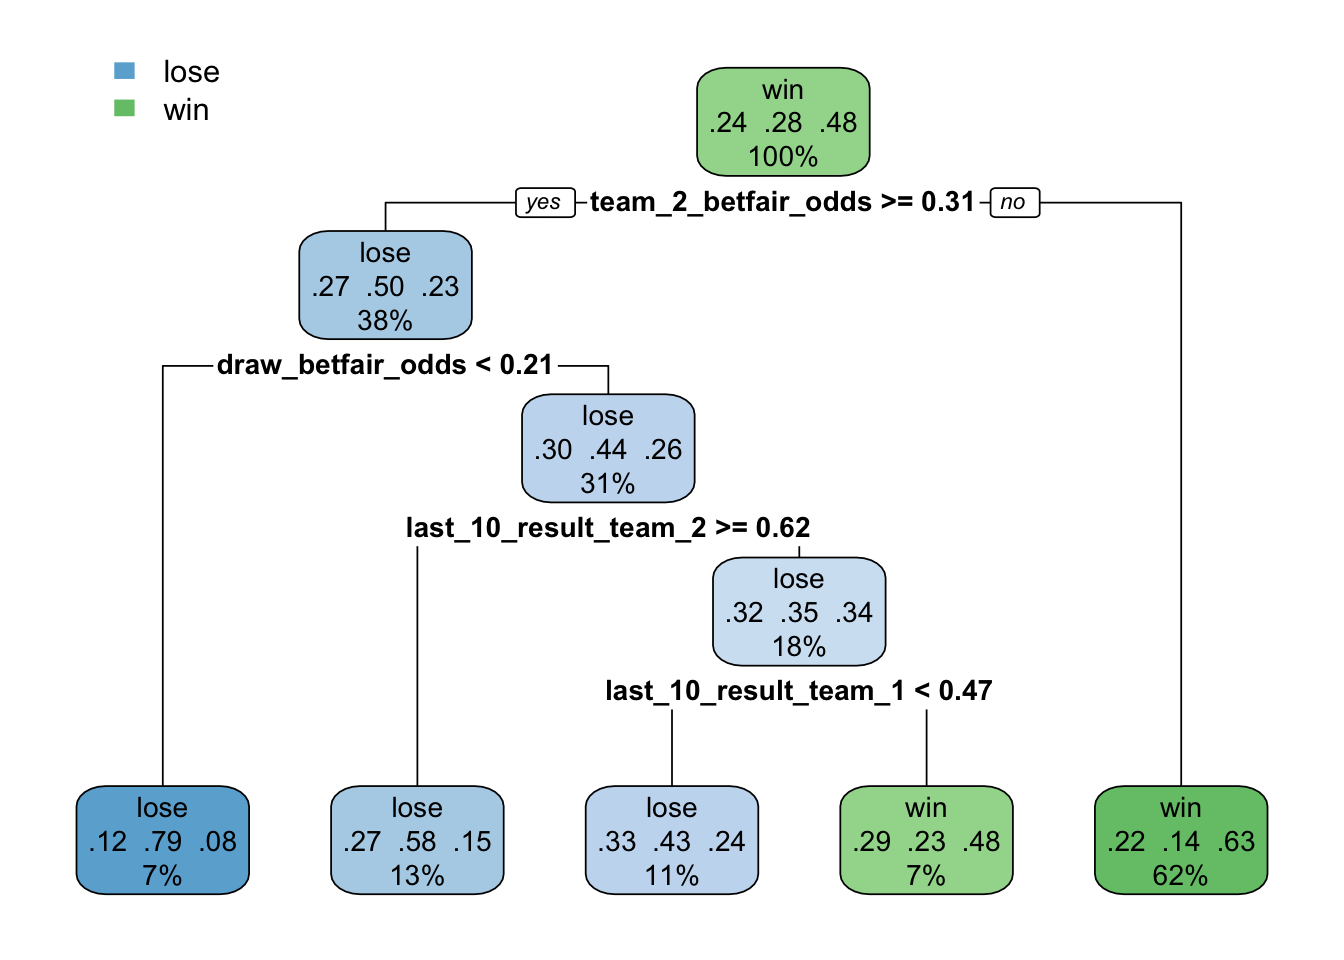 lose
win
win
.24 .28 .48
100%
yes team_2_betfair_odds >= 0.31 no
lose
.27 .50 .23
38%
draw_betfair_odds < 0.21
lose
.30 .44 .26
31%
last_10_result_team_2 >= 0.62
lose
.32 .35 .34
18%
last_10_result_team_1 < 0.47
lose
.12 .79 .08
7%
lose
.27 .58 .15
13%
lose
.33 .43 .24
11%
win
.29 .23 .48
7%
win
.22 .14 .63
62%